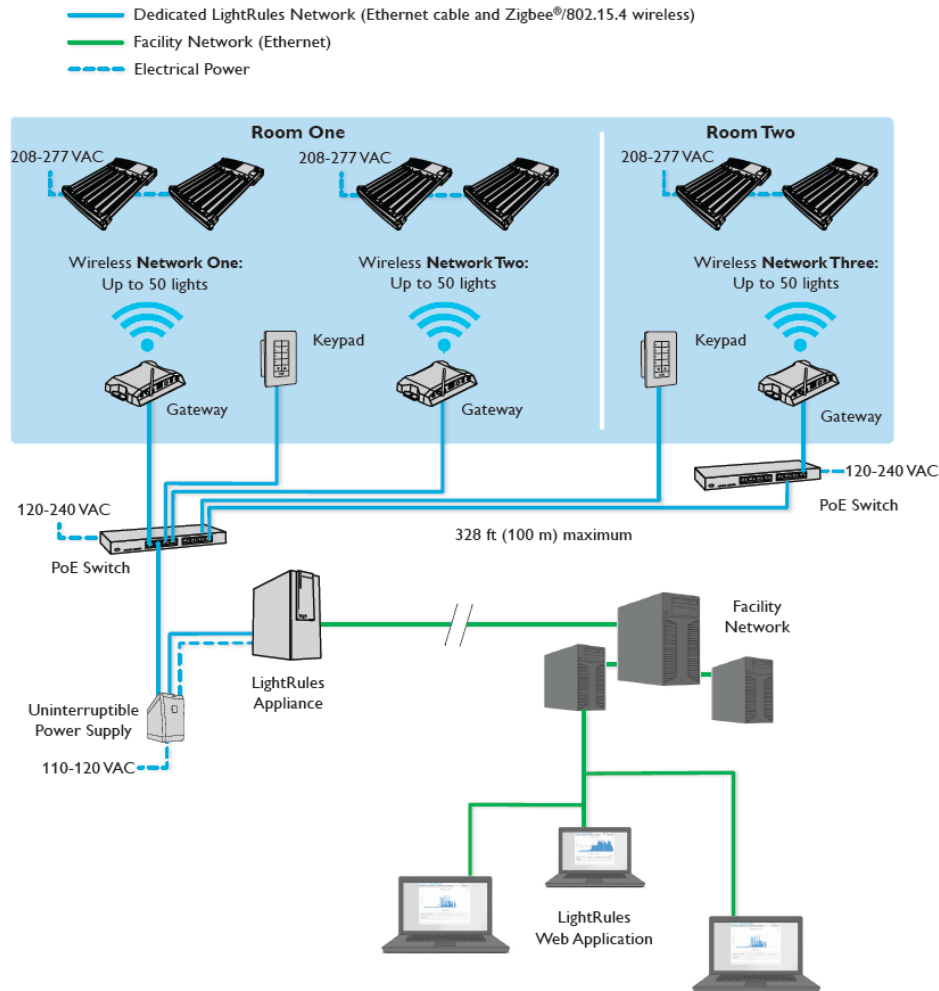 Dedicated LightRules Network (Ethernet cable and Zigbee®/802.15.4 wireless)
Facility Network (Ethernet)
Electrical Power
Room One
Room Two
208-277 VAC
208-277 VAC
208-277 VAC
Wireless Network One:
Up to 50 lights
Wireless Network Two:
Up to 50 lights
Wireless Network Three:
Up to 50 lights
Keypad
Keypad
Gateway
Gateway
Gateway
120-240 VAC
PoE Switch
120-240 VAC
328 ft (100 m) maximum
PoE Switch
Facility
Network
LightRules
Appliance
Uninterruptible
Power Supply
110-120 VAC
LightRules
Web Application